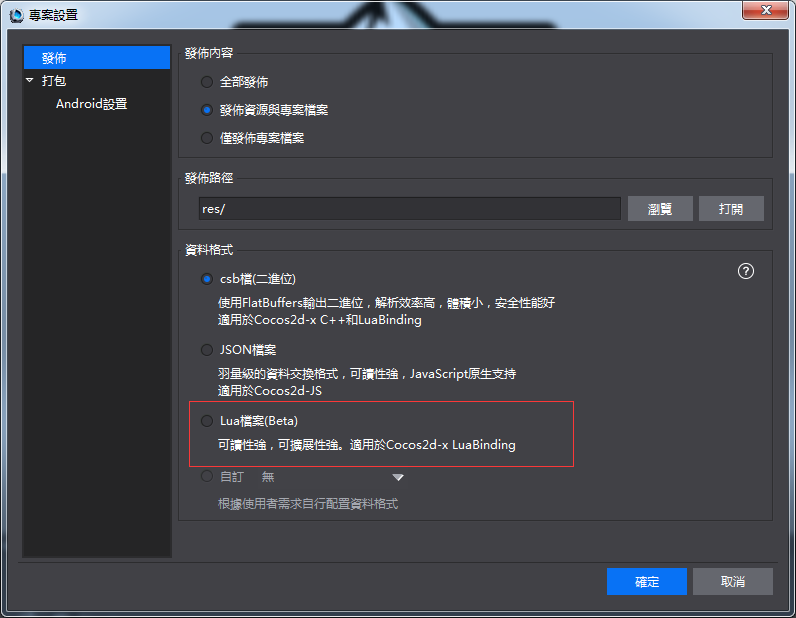 專案設置
發佈
打包
Android設置
發佈内容
全部發佈
發佈資源與專案檔案
僅發佈專案檔案
發佈路徑
res/
瀏覽
打開
資料格式
?
csb檔(二進位)
使用FlatBuffers輸出二進位，解析效率高，體積小，安全性能好
適用於Cocos2d-x C++和LuaBinding
JSON檔案
羽量級的資料交換格式，可讀性強，JavaScript原生支持
適用於Cocos2d-JS
Lua檔案(Beta)
可讀性強，可擴展性強。適用於Cocos2d-x LuaBinding
自訂 無
根據使用者需求自行配置資料格式
確定
取消